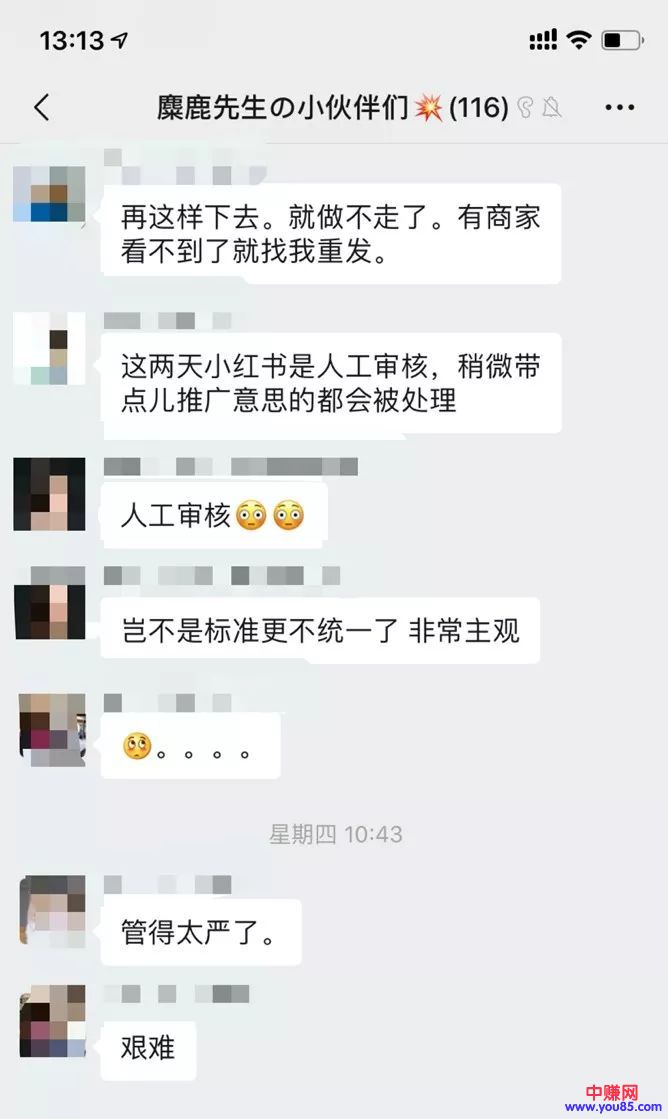 13:13
麋鹿先生の小伙伴们💥(116)
再这样下去。就做不走了。有商家
看不到了就找我重发。
这两天小红书是人工审核，稍微带
点儿推广意思的都会被处理
人工审核😳😳
岂不是标准更不统一了 非常主观
🥺。。。。
星期四 10:43
管得太严了。
艰难
中赚网
www.you85.com